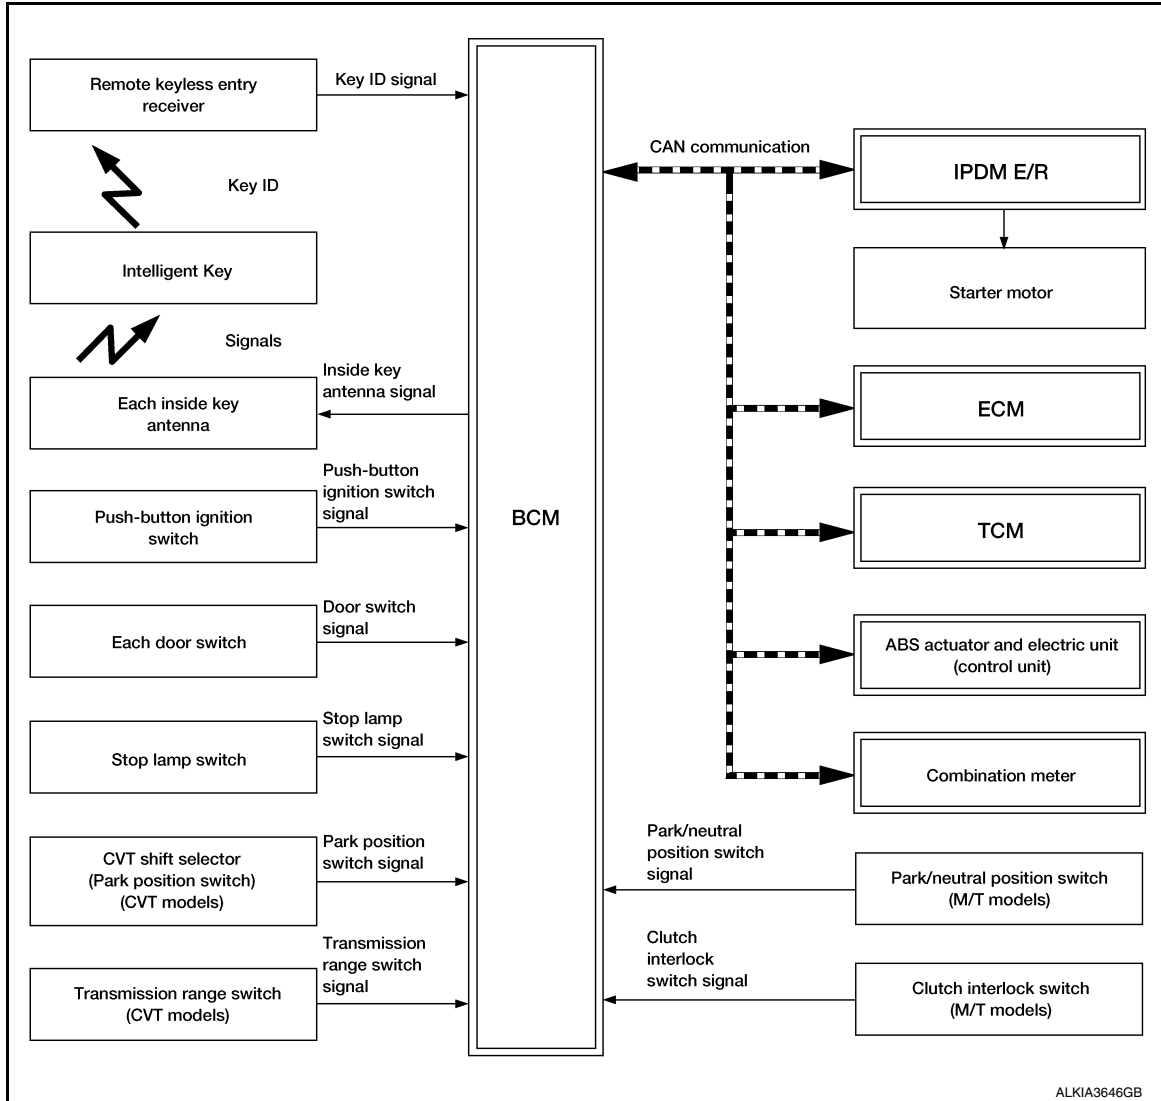 Remote keyless entry
receiver
Key ID signal
Key ID
Intelligent Key
Signals
Inside key
antenna signal
Each inside key
antenna
Push-button
ignition switch
signal
Push-button ignition
switch
Door switch
signal
Each door switch
Stop lamp
switch signal
Stop lamp switch
Park position
switch signal
CVT shift selector
(Park position switch)
(CVT models)
Transmission
range switch
signal
Transmission range switch
(CVT models)
BCM
CAN communication
IPDM E/R
Starter motor
ECM
TCM
ABS actuator and electric unit
(control unit)
Combination meter
Park/neutral
position switch
signal
Park/neutral position switch
(M/T models)
Clutch
interlock
switch signal
Clutch interlock switch
(M/T models)
ALKIA3646GB